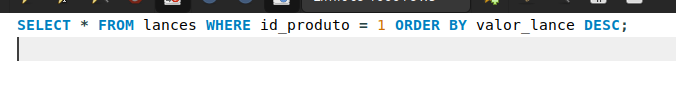 SELECT * FROM lances WHERE id_produto = 1 ORDER BY valor_lance DESC;